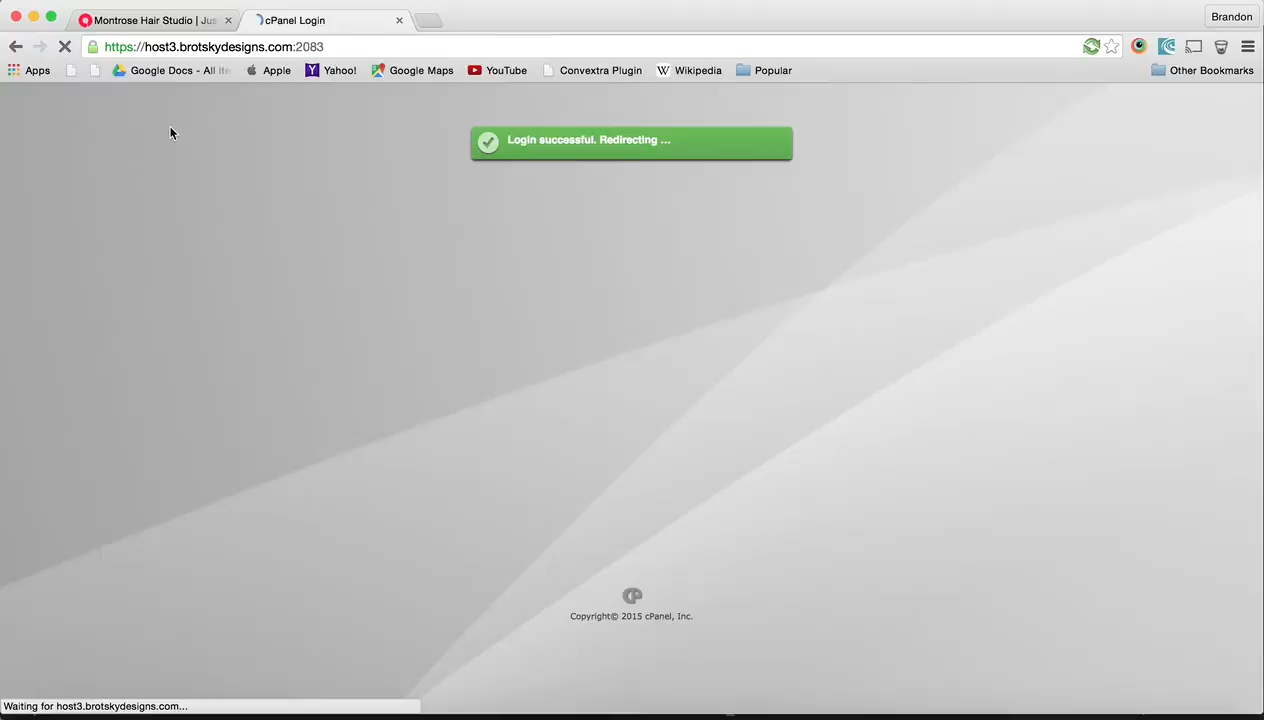 Montrose Hair Studio | Jus
cPanel Login
Brandon
https://host3.brotskydesigns.com:2083
Apps
Google Docs - All ite
Apple
Yahoo!
Google Maps
YouTube
Convextra Plugin
W Wikipedia
Popular
Other Bookmarks
Login successful. Redirecting ...
cP
Copyright© 2015 cPanel, Inc.
Waiting for host3.brotskydesigns.com...